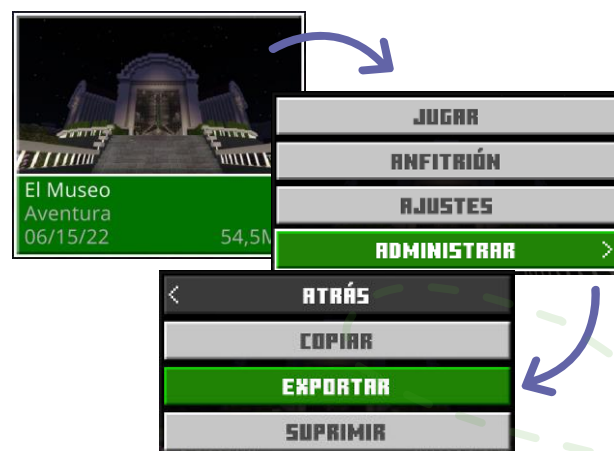 El Museo
Aventura
06/15/22 54,5M
JUGAR
ANFITRIÓN
AJUSTES
ADMINISTRAR >
< ATRÁS
COPIAR
EXPORTAR
SUPRIMIR